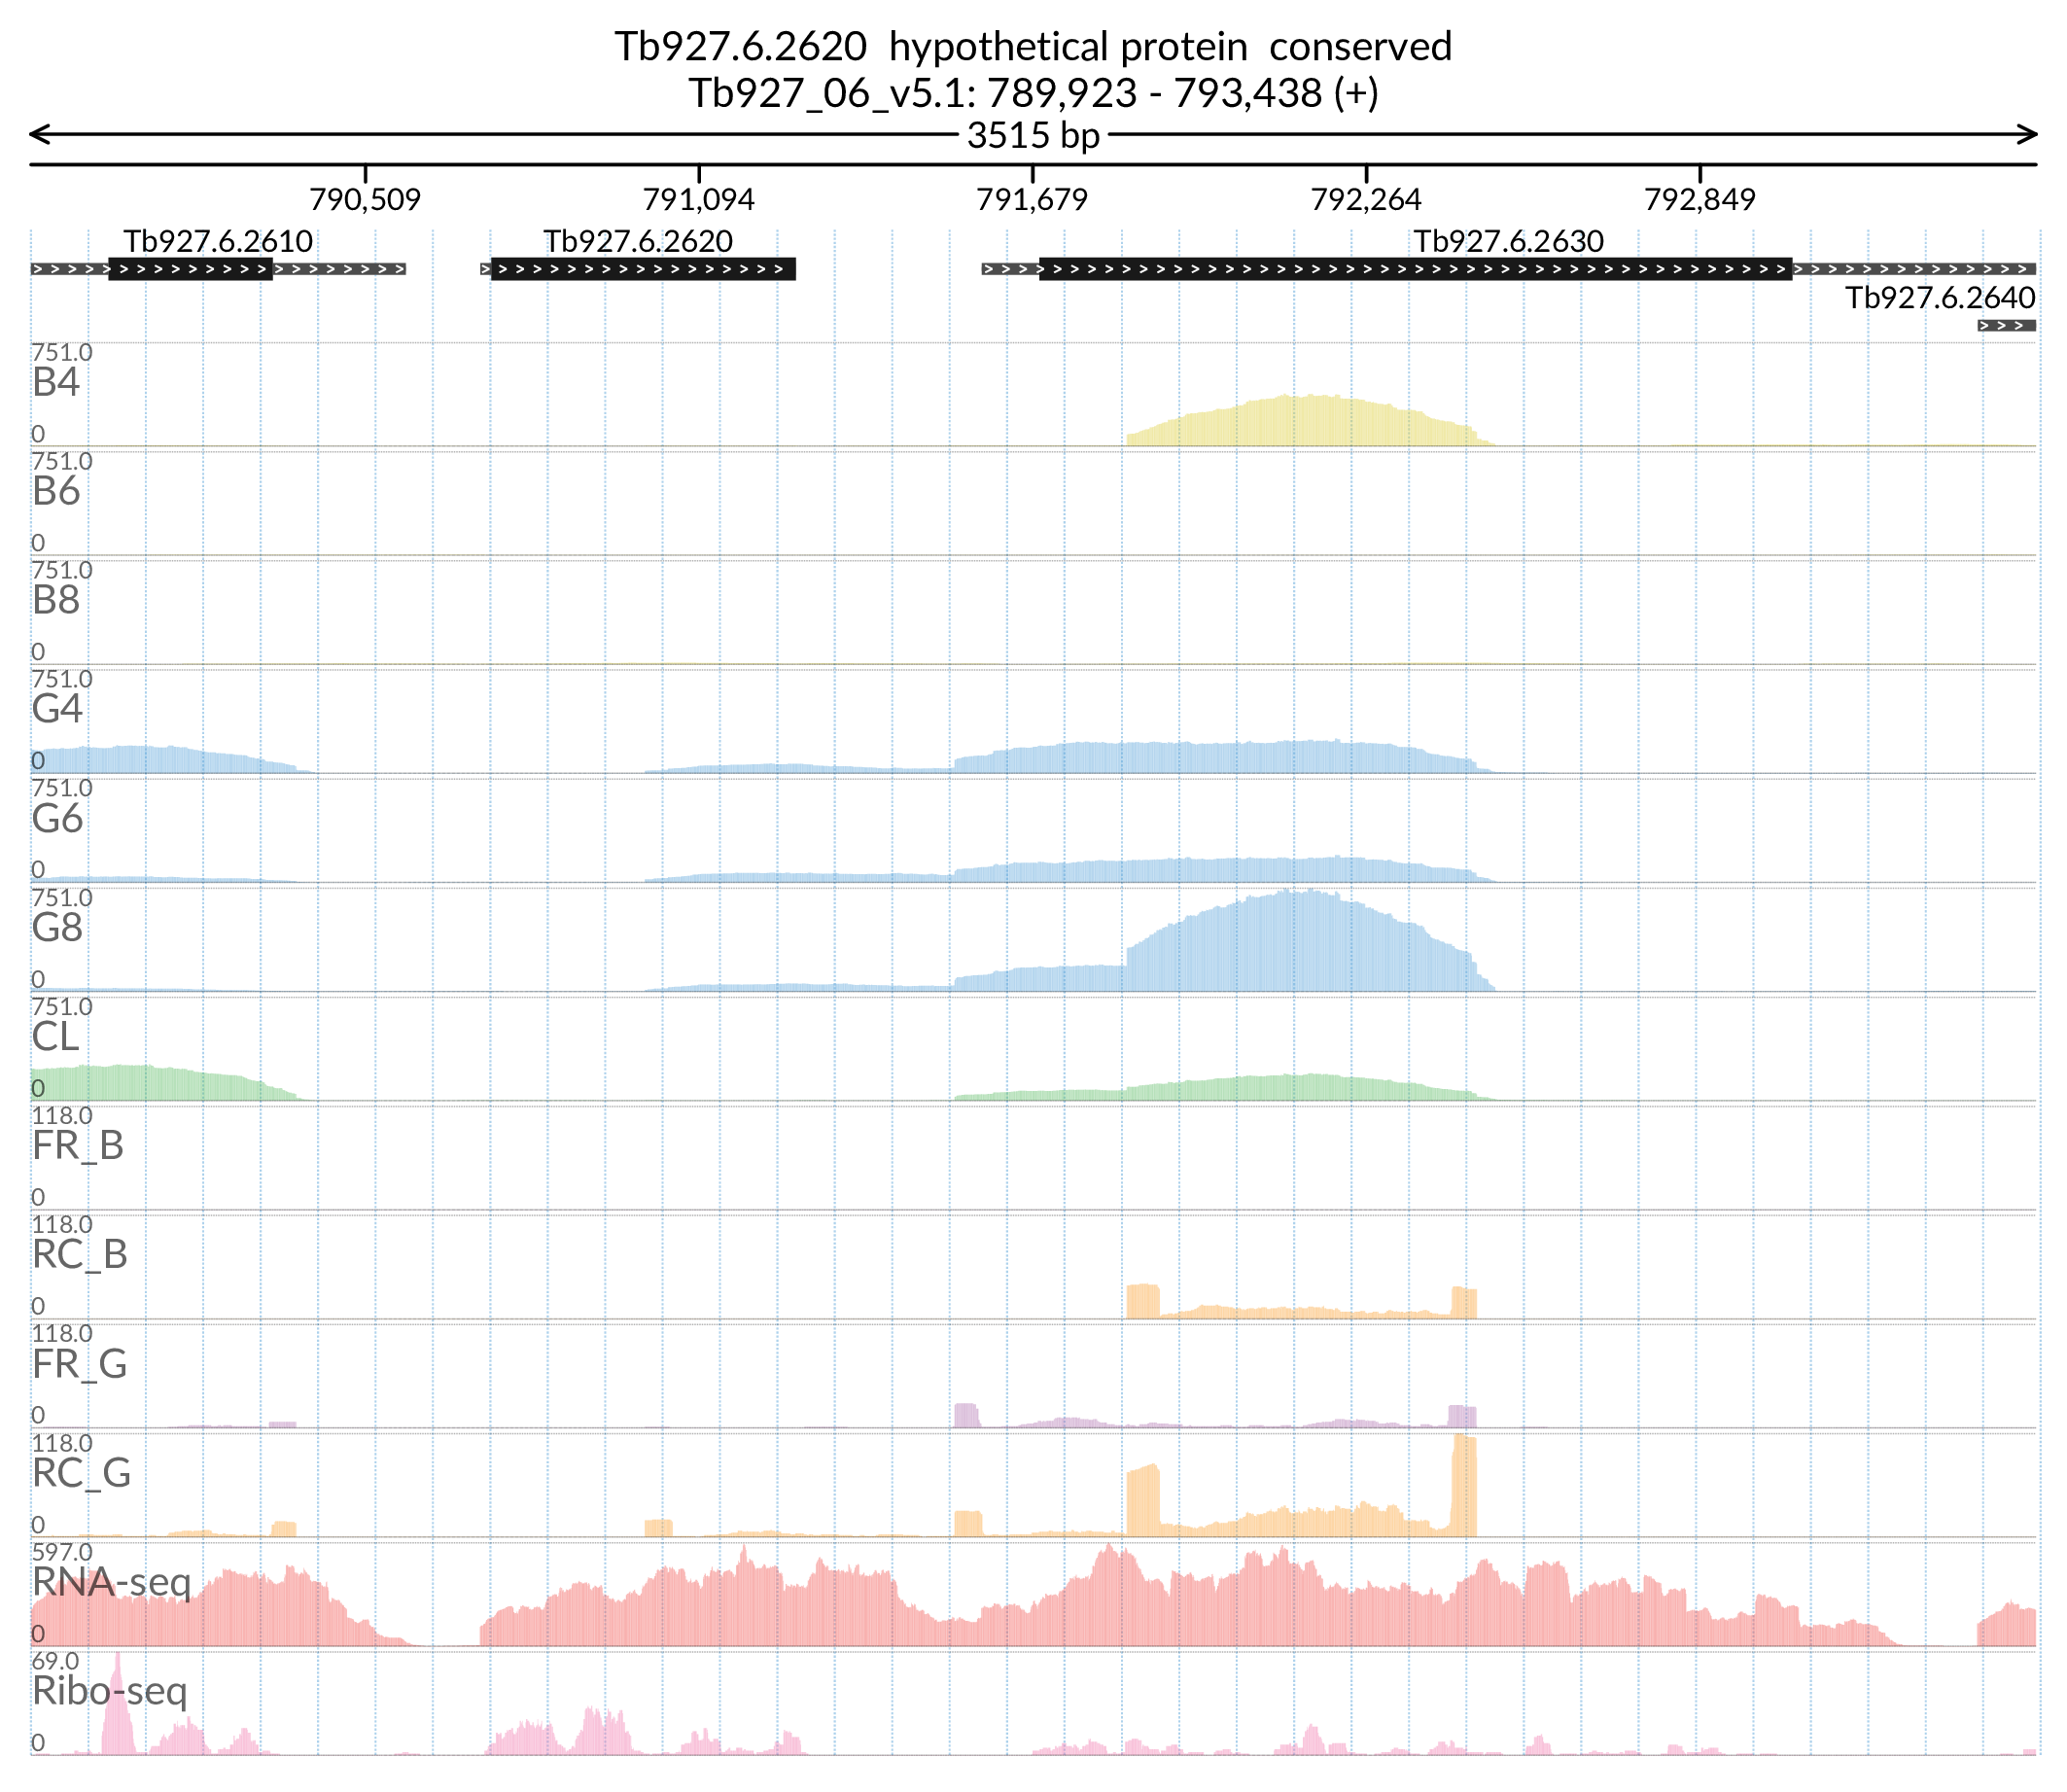 Tb927.6.2620  hypothetical protein  conserved
Tb927_06_v5.1: 789,923 - 793,438 (+)
3515 bp
790,509 791,094 791,679 792,264 792,849
Tb927.6.2610 Tb927.6.2620 Tb927.6.2630
Tb927.6.2640
751.0
B4
0
751.0
B6
0
751.0
B8
0
751.0
G4
0
751.0
G6
0
751.0
G8
0
751.0
CL
0
118.0
FR_B
0
118.0
RC_B
0
118.0
FR_G
0
118.0
RC_G
0
597.0
RNA-seq
0
69.0
Ribo-seq
0